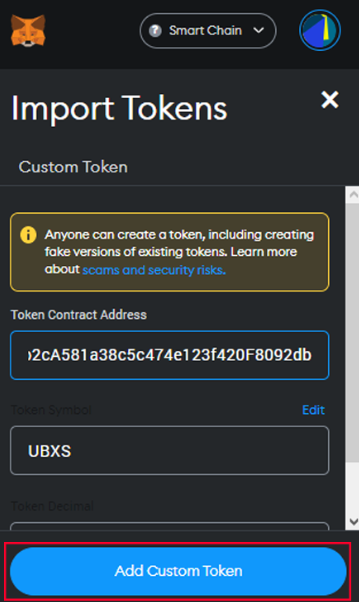 Smart Chain
Import Tokens
Custom Token
Anyone can create a token, including creating
fake versions of existing tokens. Learn more
about scams and security risks.
Token Contract Address
2cA581a38c5c474e123f420F8092db
Token Symbol
Edit
UBXS
Token Decimal
Add Custom Token